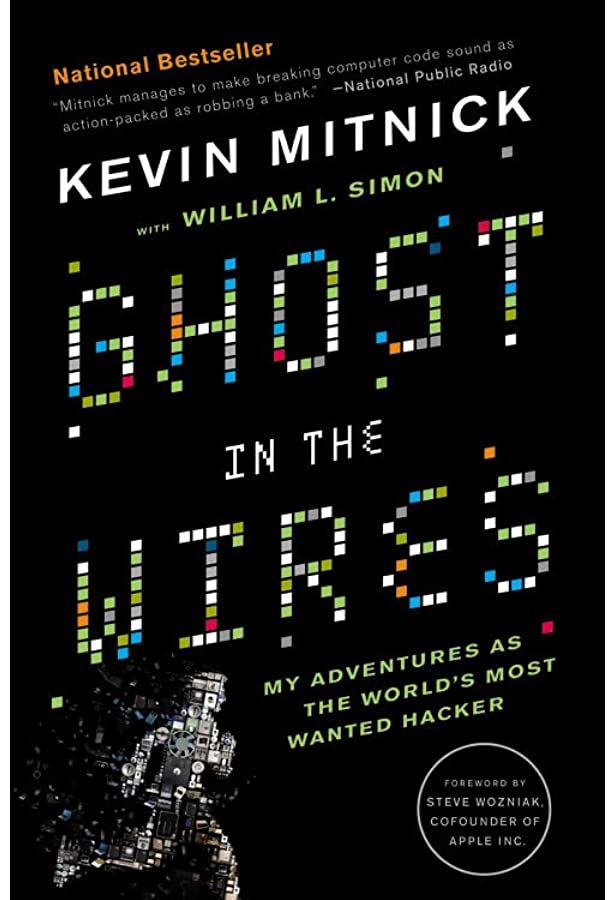 National Bestseller
“Mitnick manages to make breaking computer code sound as
action-packed as robbing a bank.” —National Public Radio
KEVIN MITNICK
WITH WILLIAM L. SIMON
GHOST
IN THE
WIRES
MY ADVENTURES AS
THE WORLD’S MOST
WANTED HACKER
FOREWORD BY
STEVE WOZNIAK,
COFOUNDER OF
APPLE INC.